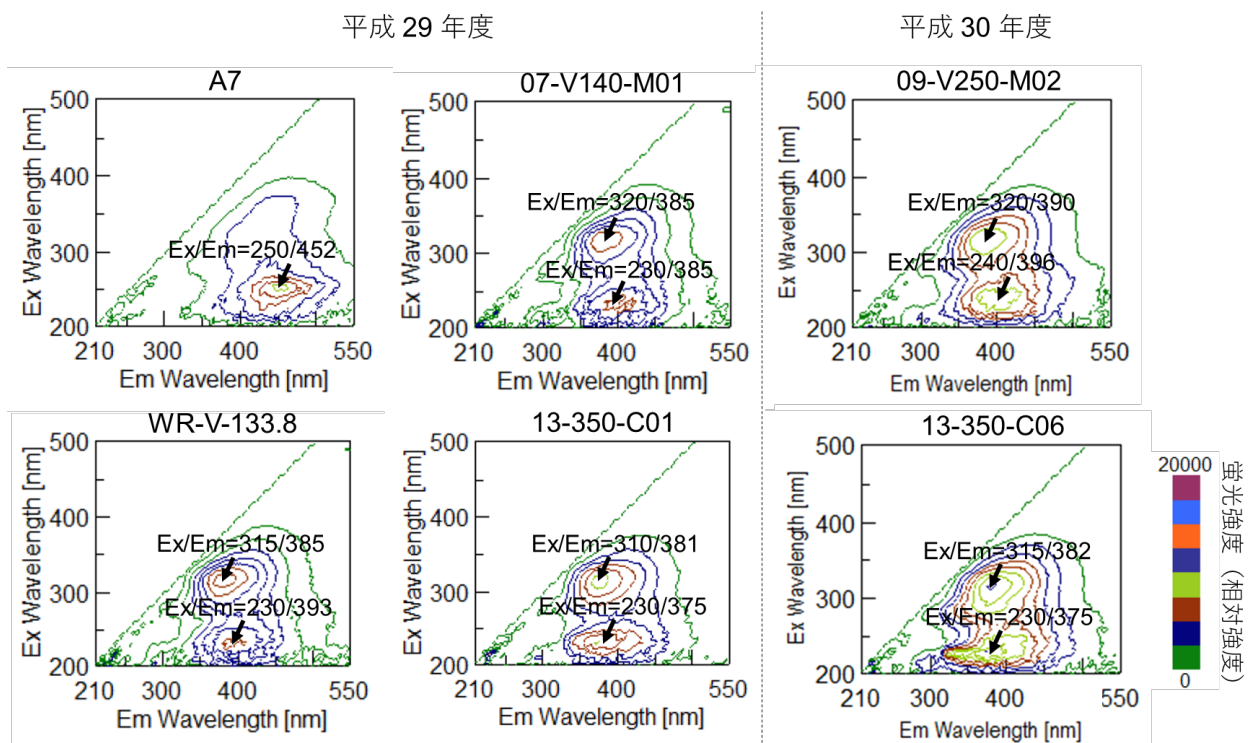 平成 29 年度
平成 30 年度
A7
500
400
300
200
210
300
400
550
Ex Wavelength [nm]
Em Wavelength [nm]
Ex/Em=250/452
07-V140-M01
500
400
300
200
210
300
400
550
Ex Wavelength [nm]
Em Wavelength [nm]
Ex/Em=320/385
Ex/Em=230/385
09-V250-M02
500
400
300
200
210
300
400
550
Ex Wavelength [nm]
Em Wavelength [nm]
Ex/Em=320/390
Ex/Em=240/396
WR-V-133.8
500
400
300
200
210
300
400
550
Ex Wavelength [nm]
Em Wavelength [nm]
Ex/Em=315/385
Ex/Em=230/393
13-350-C01
500
400
300
200
210
300
400
550
Ex Wavelength [nm]
Em Wavelength [nm]
Ex/Em=310/381
Ex/Em=230/375
13-350-C06
500
400
300
200
210
300
400
550
Ex Wavelength [nm]
Em Wavelength [nm]
Ex/Em=315/382
Ex/Em=230/375
20000
0
蛍光強度（相対強度）